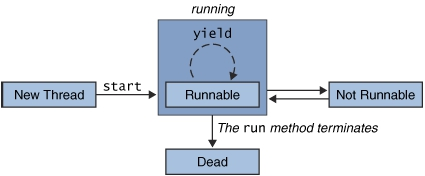 running
yield
New Thread
start
Runnable
Not Runnable
The run method terminates
Dead